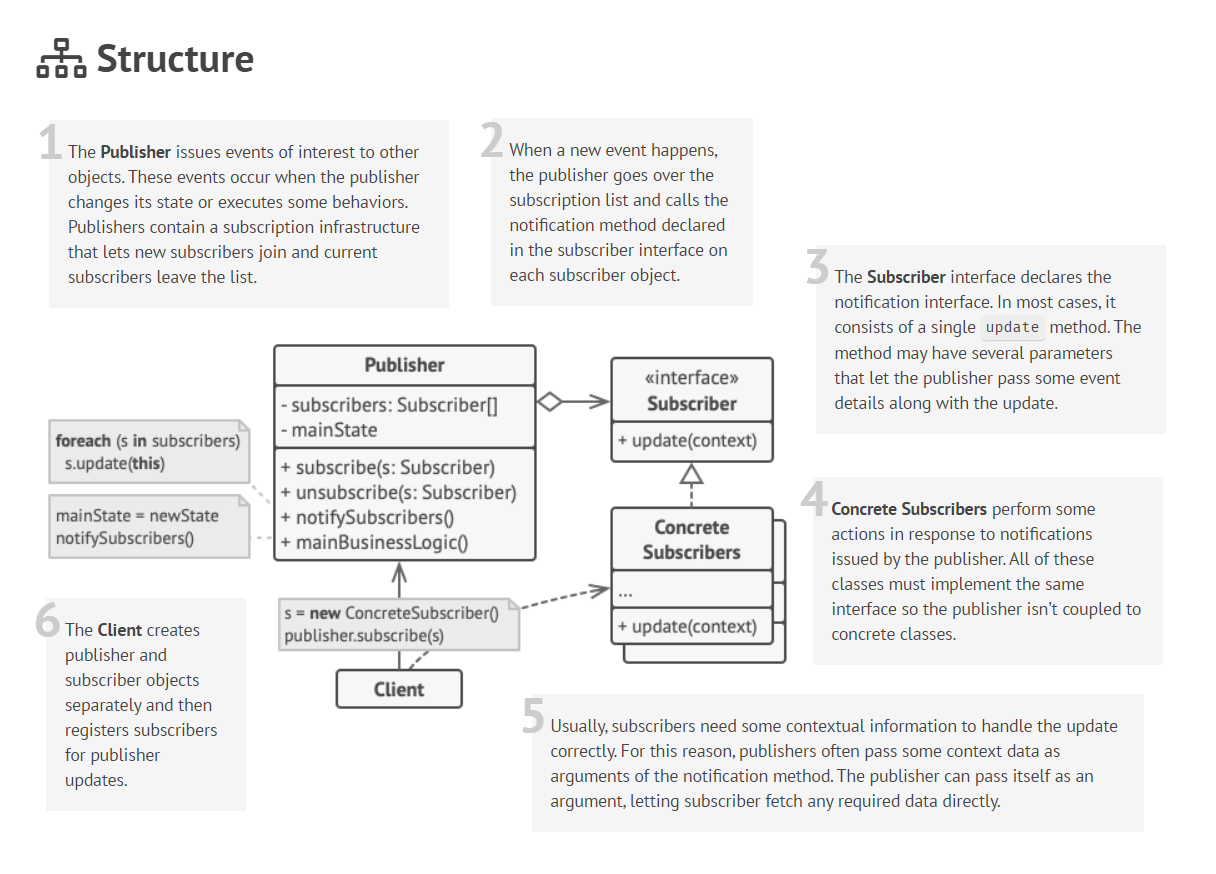 Structure
1
The Publisher issues events of interest to other
objects. These events occur when the publisher
changes its state or executes some behaviors.
Publishers contain a subscription infrastructure
that lets new subscribers join and current
subscribers leave the list.
2
When a new event happens,
the publisher goes over the
subscription list and calls the
notification method declared
in the subscriber interface on
each subscriber object.
3
The Subscriber interface declares the
notification interface. In most cases, it
consists of a single update method. The
method may have several parameters
that let the publisher pass some event
details along with the update.
Publisher
- subscribers: Subscriber[]
- mainState
+ subscribe(s: Subscriber)
+ unsubscribe(s: Subscriber)
+ notifySubscribers()
+ mainBusinessLogic()
«interface»
Subscriber
+ update(context)
foreach (s in subscribers)
s.update(this)
mainState = newState
notifySubscribers()
Concrete
Subscribers
...
+ update(context)
4
Concrete Subscribers perform some
actions in response to notifications
issued by the publisher. All of these
classes must implement the same
interface so the publisher isn't coupled to
concrete classes.
s = new ConcreteSubscriber()
publisher.subscribe(s)
Client
6
The Client creates
publisher and
subscriber objects
separately and then
registers subscribers
for publisher
updates.
5
Usually, subscribers need some contextual information to handle the update
correctly. For this reason, publishers often pass some context data as
arguments of the notification method. The publisher can pass itself as an
argument, letting subscriber fetch any required data directly.